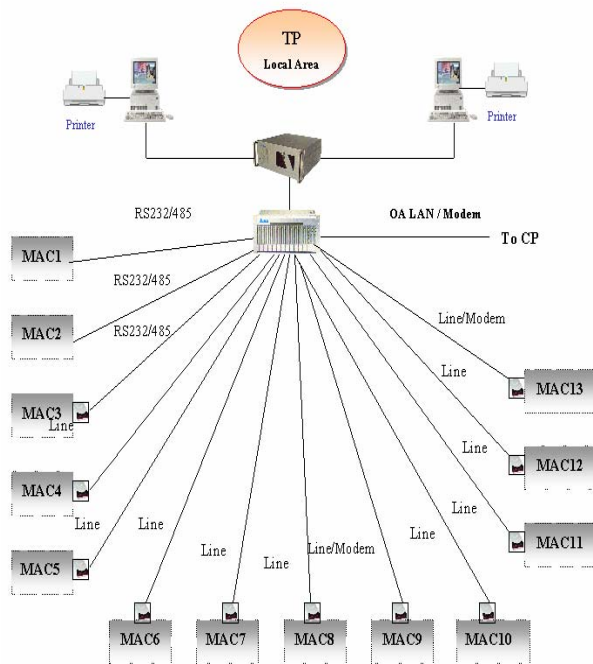 TP
Local Area
Printer
Printer
RS232/485
OA LAN / Modem
To CP
MAC1
RS232/485
MAC2
RS232/485
Line/Modem
MAC3
Line
Line
MAC13
Line
MAC12
MAC4
Line
Line
Line
Line
MAC11
MAC5
Line
Line
Line/Modem
Line
MAC6
MAC7
MAC8
MAC9
MAC10